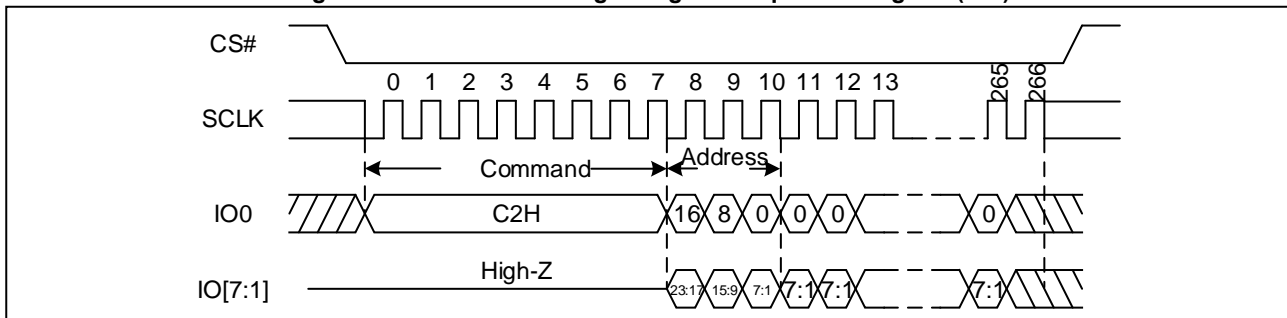 CS#
0 1 2 3 4 5 6 7 8 9 10 11 12 13 265 266
SCLK
Command Address
IO0 C2H 16 8 0 0 0 0
High-Z
IO[7:1] 23:17 15:9 7:1 7:1 7:1 7:1